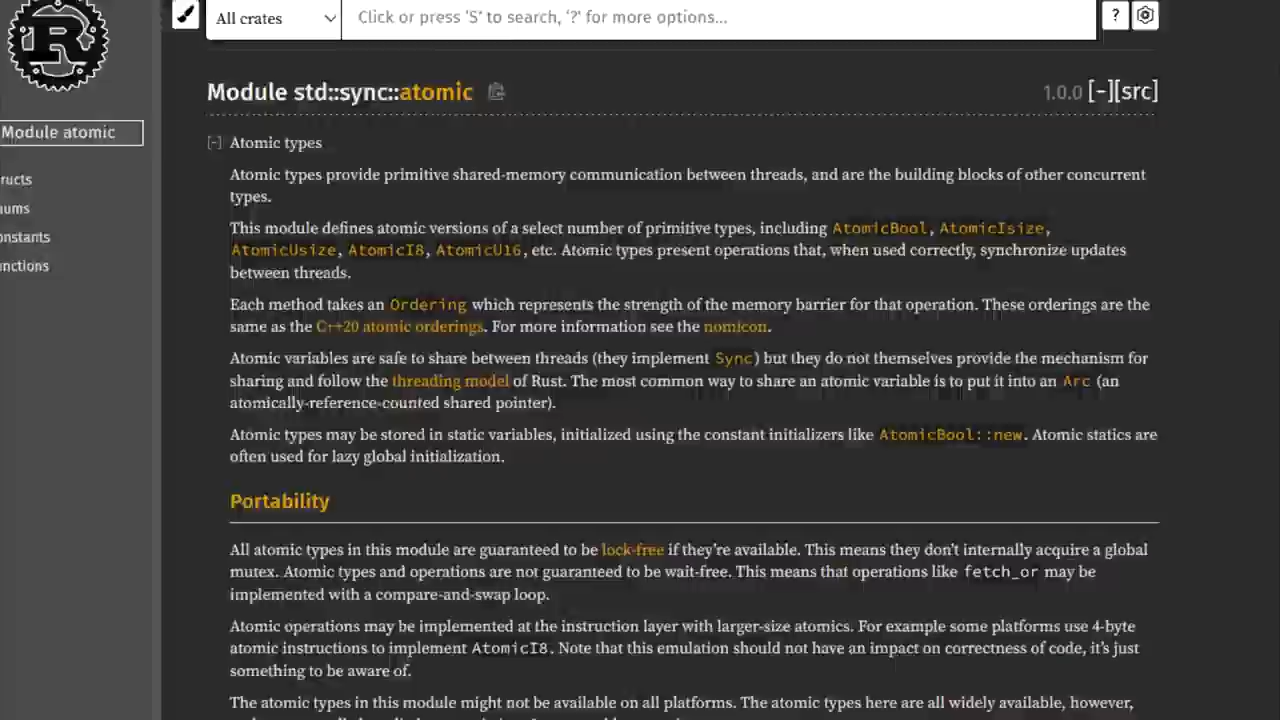 All crates
Click or press 'S' to search, '?' for more options...
?
Module std::sync::atomic
1.0.0 [-][src]
Module atomic
ructs
ums
onstants
nctions
[-] Atomic types
Atomic types provide primitive shared-memory communication between threads, and are the building blocks of other concurrent
types.
This module defines atomic versions of a select number of primitive types, including AtomicBool, AtomicIsize,
AtomicUsize, AtomicI8, AtomicU16, etc. Atomic types present operations that, when used correctly, synchronize updates
between threads.
Each method takes an Ordering which represents the strength of the memory barrier for that operation. These orderings are the
same as the C++20 atomic orderings. For more information see the nomicon.
Atomic variables are safe to share between threads (they implement Sync) but they do not themselves provide the mechanism for
sharing and follow the threading model of Rust. The most common way to share an atomic variable is to put it into an Arc (an
atomically-reference-counted shared pointer).
Atomic types may be stored in static variables, initialized using the constant initializers like AtomicBool::new. Atomic statics are
often used for lazy global initialization.
Portability
All atomic types in this module are guaranteed to be lock-free if they're available. This means they don't internally acquire a global
mutex. Atomic types and operations are not guaranteed to be wait-free. This means that operations like fetch_or may be
implemented with a compare-and-swap loop.
Atomic operations may be implemented at the instruction layer with larger-size atomics. For example some platforms use 4-byte
atomic instructions to implement AtomicI8. Note that this emulation should not have an impact on correctness of code, it's just
something to be aware of.
The atomic types in this module might not be available on all platforms. The atomic types here are all widely available, however,